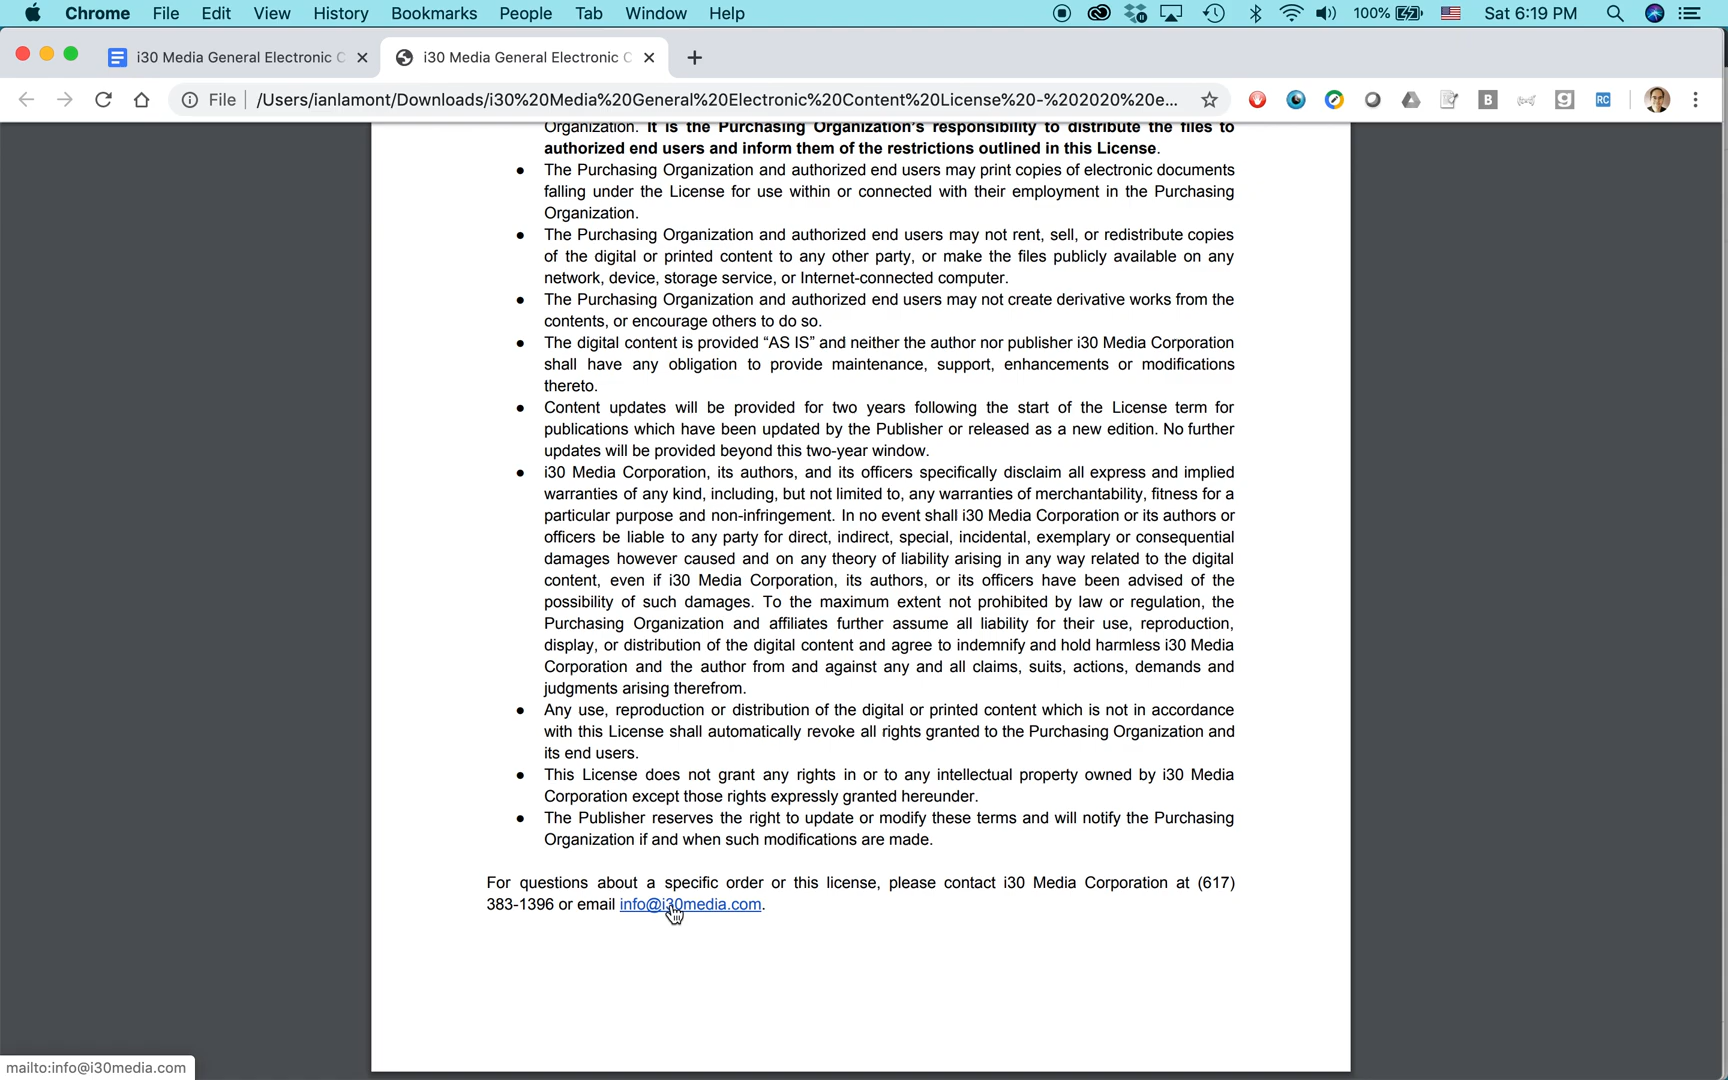 Chrome File Edit View History Bookmarks People Tab Window Help 100% Sat 6:19 PM
i30 Media General Electronic C i30 Media General Electronic C
File /Users/ianlamont/Downloads/i30%20Media%20General%20Electronic%20Content%20License%20-%202020%20e...
Organization. It is the Purchasing Organization's responsibility to distribute the files to
authorized end users and inform them of the restrictions outlined in this License.
● The Purchasing Organization and authorized end users may print copies of electronic documents
falling under the License for use within or connected with their employment in the Purchasing
Organization.
● The Purchasing Organization and authorized end users may not rent, sell, or redistribute copies
of the digital or printed content to any other party, or make the files publicly available on any
network, device, storage service, or Internet-connected computer.
● The Purchasing Organization and authorized end users may not create derivative works from the
contents, or encourage others to do so.
● The digital content is provided “AS IS” and neither the author nor publisher i30 Media Corporation
shall have any obligation to provide maintenance, support, enhancements or modifications
thereto.
● Content updates will be provided for two years following the start of the License term for
publications which have been updated by the Publisher or released as a new edition. No further
updates will be provided beyond this two-year window.
● i30 Media Corporation, its authors, and its officers specifically disclaim all express and implied
warranties of any kind, including, but not limited to, any warranties of merchantability, fitness for a
particular purpose and non-infringement. In no event shall i30 Media Corporation or its authors or
officers be liable to any party for direct, indirect, special, incidental, exemplary or consequential
damages however caused and on any theory of liability arising in any way related to the digital
content, even if i30 Media Corporation, its authors, or its officers have been advised of the
possibility of such damages. To the maximum extent not prohibited by law or regulation, the
Purchasing Organization and affiliates further assume all liability for their use, reproduction,
display, or distribution of the digital content and agree to indemnify and hold harmless i30 Media
Corporation and the author from and against any and all claims, suits, actions, demands and
judgments arising therefrom.
● Any use, reproduction or distribution of the digital or printed content which is not in accordance
with this License shall automatically revoke all rights granted to the Purchasing Organization and
its end users.
● This License does not grant any rights in or to any intellectual property owned by i30 Media
Corporation except those rights expressly granted hereunder.
● The Publisher reserves the right to update or modify these terms and will notify the Purchasing
Organization if and when such modifications are made.
For questions about a specific order or this license, please contact i30 Media Corporation at (617)
383-1396 or email info@i30media.com.
mailto:info@i30media.com